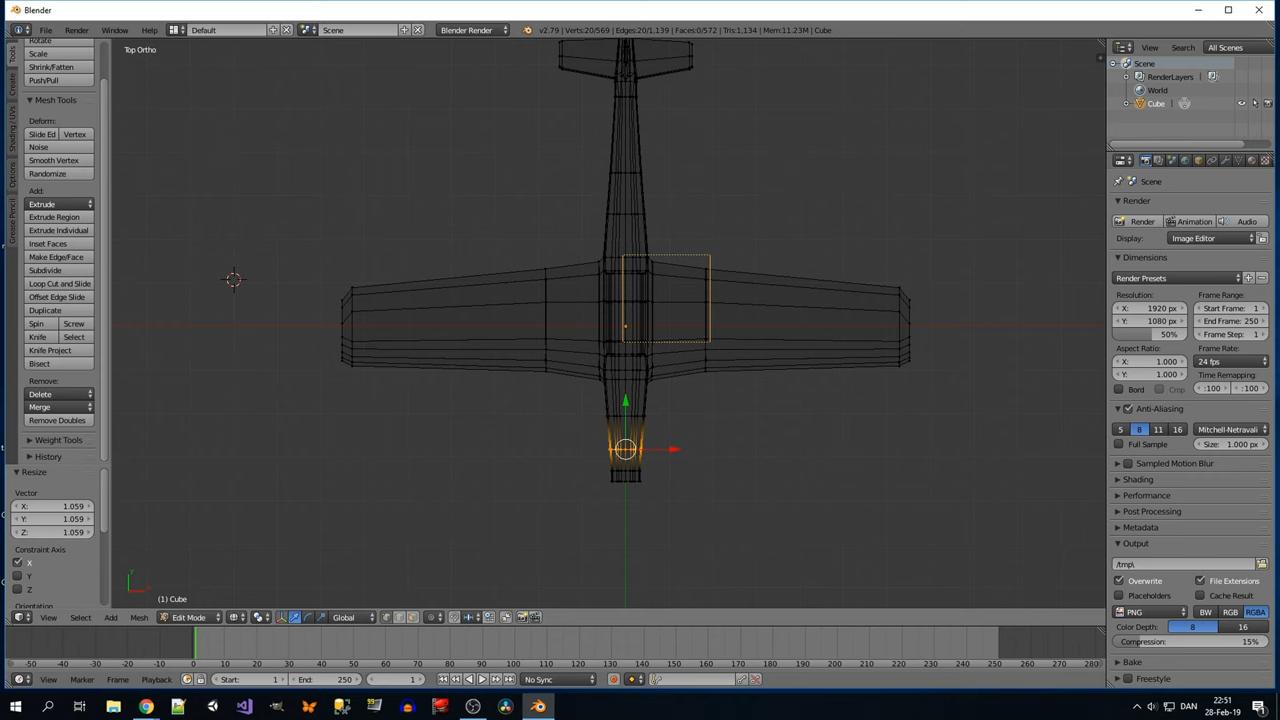 Blender
File Render Window Help Default Scene Blender Render v2.79 | Verts:20/569 | Edges:20/1,139 | Faces:0/572 | Tris:1,134 | Mem:11.23M | Cube
View Search All Scenes
Scene
RenderLayers
World
Cube
Tools
Create
Shading / UVs
Options
Grease Pencil
Rotate
Scale
Shrink/Fatten
Push/Pull
Mesh Tools
Deform:
Slide Ed Vertex
Noise
Smooth Vertex
Randomize
Add:
Extrude
Extrude Region
Extrude Individual
Inset Faces
Make Edge/Face
Subdivide
Loop Cut and Slide
Offset Edge Slide
Duplicate
Spin Screw
Knife Select
Knife Project
Bisect
Remove:
Delete
Merge
Remove Doubles
Weight Tools
History
Resize
Vector
X: 1.059
Y: 1.059
Z: 1.059
Constraint Axis
X
Y
Z
Top Ortho
(1) Cube
Scene
Render
Render Animation Audio
Display: Image Editor
Dimensions
Render Presets
Resolution: Frame Range:
X: 1920 px Start Frame: 1
Y: 1080 px End Frame: 250
50% Frame Step: 1
Aspect Ratio: Frame Rate:
X: 1.000 24 fps
Y: 1.000 Time Remapping:
Bord Crop :100 :100
Anti-Aliasing
5 8 11 16 Mitchell-Netravali
Full Sample Size: 1.000 px
Sampled Motion Blur
Shading
Performance
Post Processing
Metadata
Output
/tmp\
Overwrite File Extensions
Placeholders Cache Result
PNG BW RGB RGBA
Color Depth: 8 16
Compression: 15%
Bake
Freestyle
View Select Add Mesh Edit Mode Global
-50 -40 -30 -20 -10 0 10 20 30 40 50 60 70 80 90 100 110 120 130 140 150 160 170 180 190 200 210 220 230 240 250 260 270 280
View Marker Frame Playback Start: 1 End: 250 1 No Sync
DAN 22:51
28-Feb-19